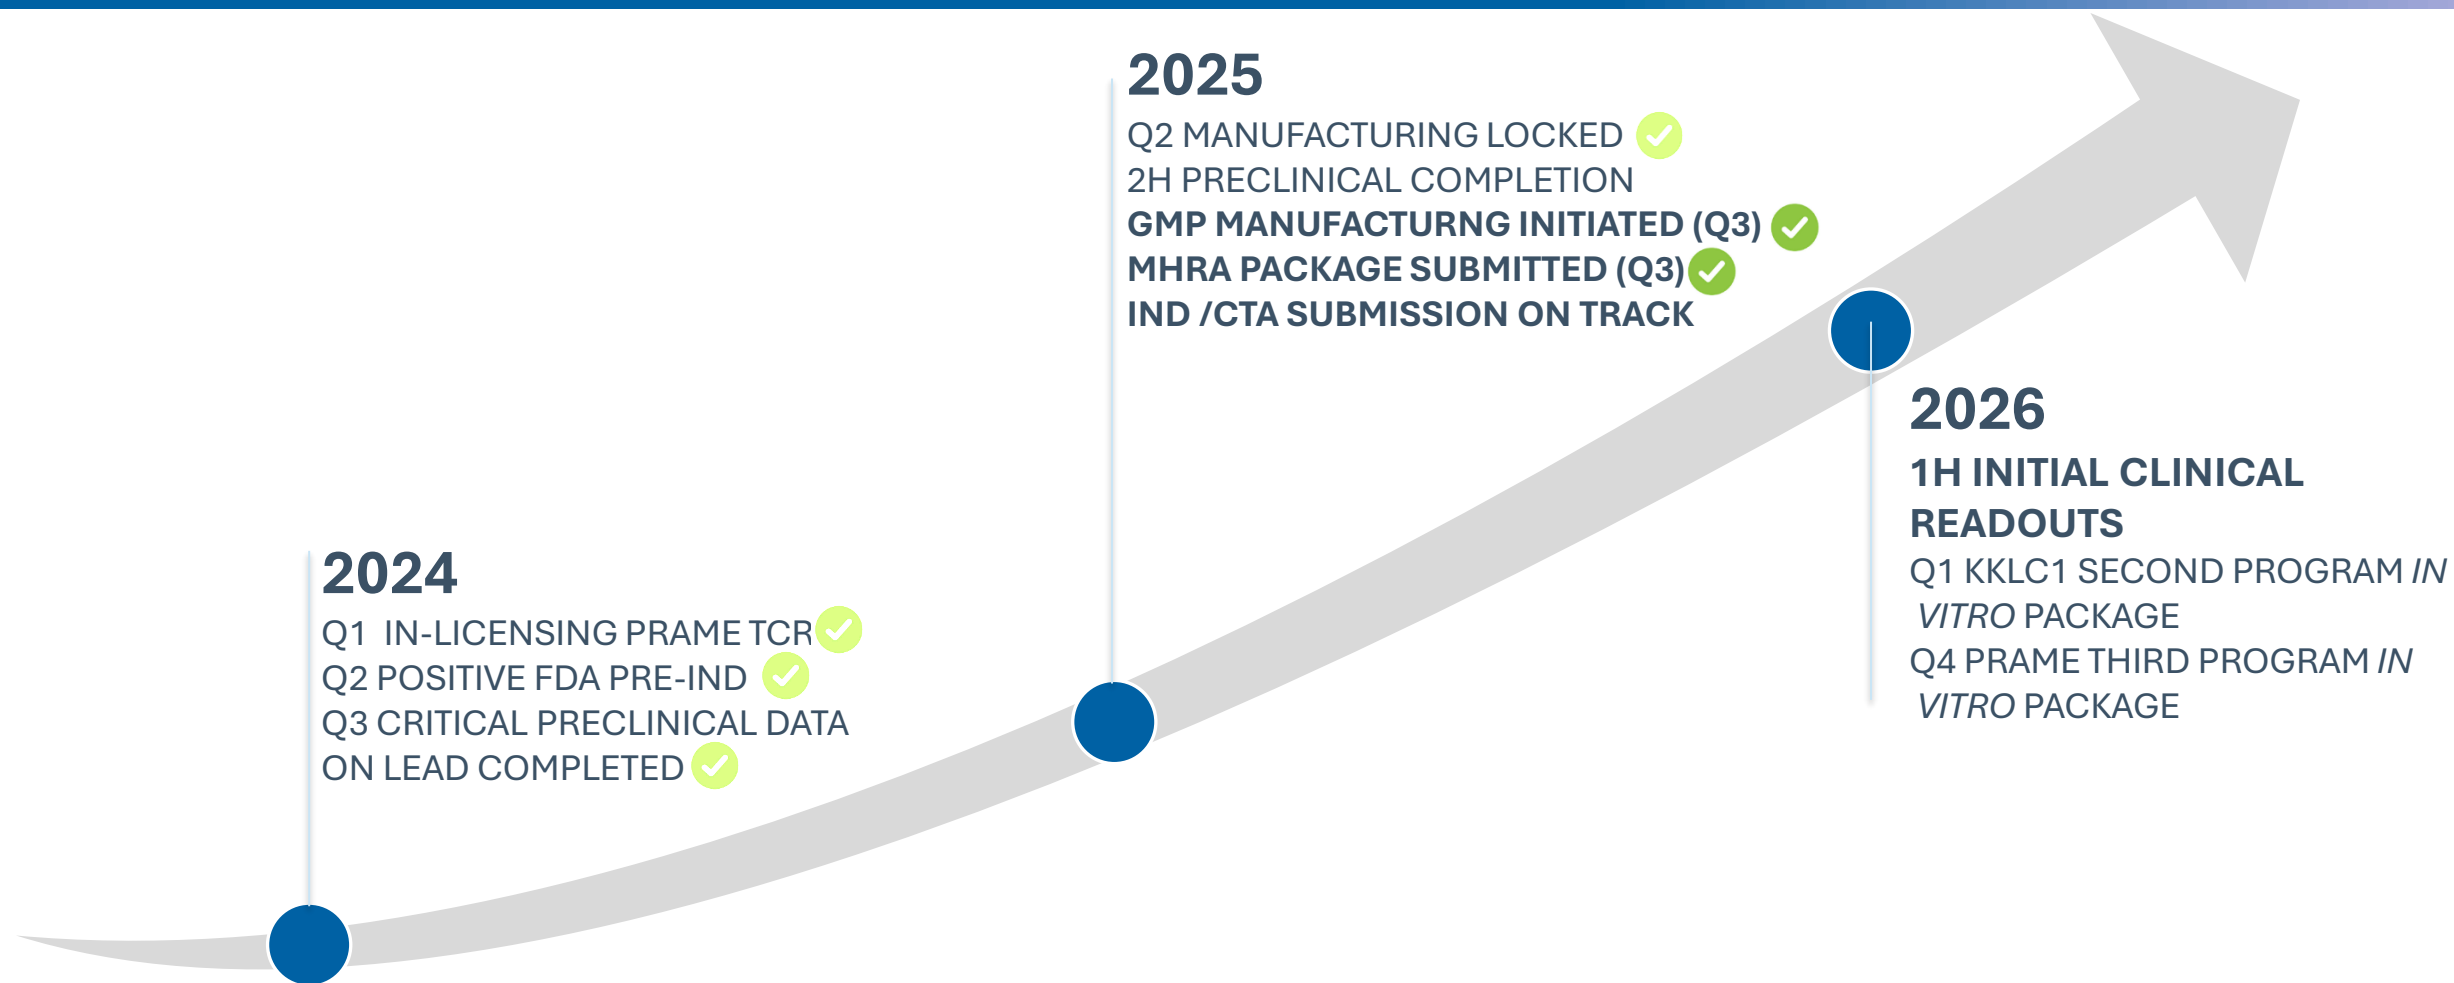 2025
Q2 MANUFACTURING LOCKED
2H PRECLINICAL COMPLETION
GMP MANUFACTURNG INITIATED (Q3)
MHRA PACKAGE SUBMITTED (Q3)
IND /CTA SUBMISSION ON TRACK
2026
1H INITIAL CLINICAL
READOUTS
Q1 KKLC1 SECOND PROGRAM IN
VITRO PACKAGE
Q4 PRAME THIRD PROGRAM IN
VITRO PACKAGE
2024
Q1 IN-LICENSING PRAME TCR
Q2 POSITIVE FDA PRE-IND
Q3 CRITICAL PRECLINICAL DATA
ON LEAD COMPLETED